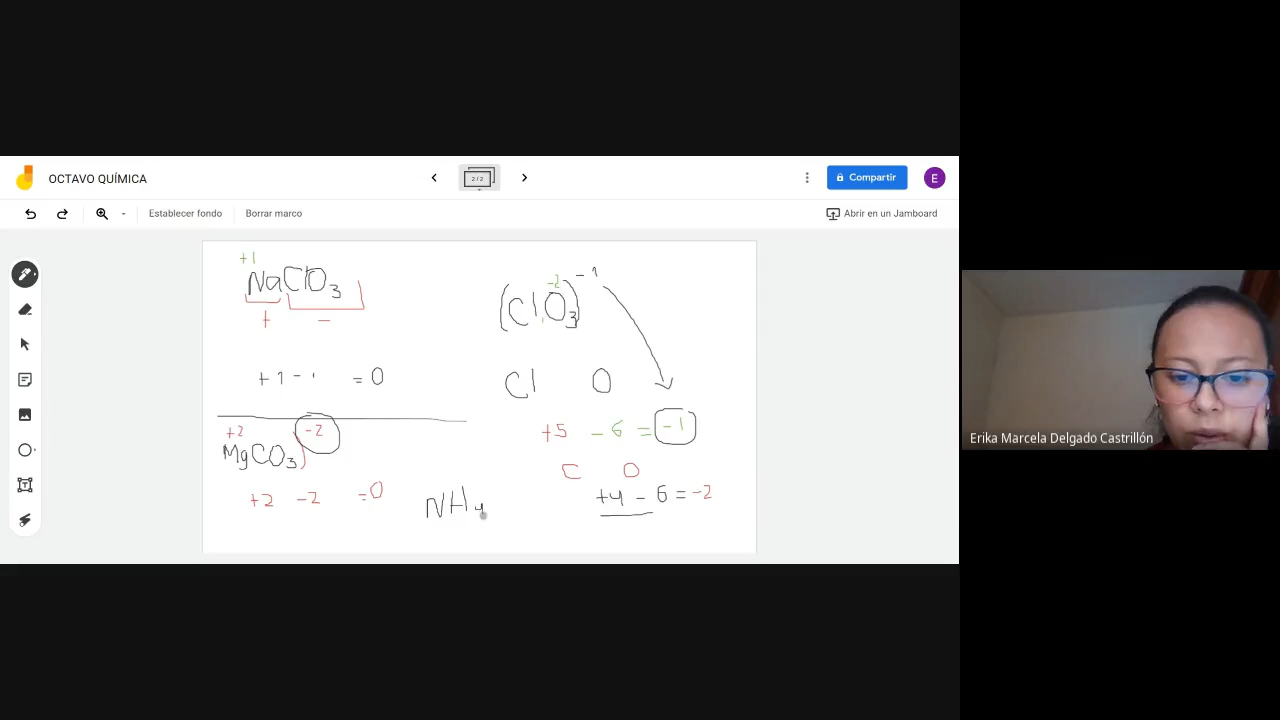 OCTAVO QUÍMICA
2 / 2
Compartir
E
Establecer fondo
Borrar marco
Abrir en un Jamboard
+1
NaClO3
+ −
+1 - 1 = 0
+2 -2
MgCO3
+2 -2 = 0
NH4
-2 -1
(ClO3)
Cl O
+5 - 6 = -1
C O
+4 - 6 = -2
Erika Marcela Delgado Castrillón